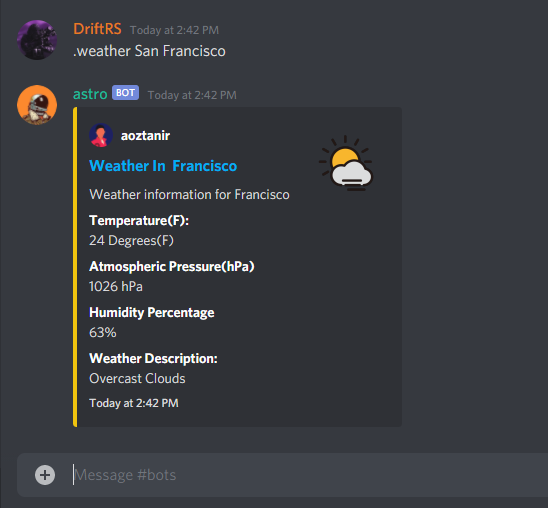 DriftRS Today at 2:42 PM
.weather San Francisco
astro BOT Today at 2:42 PM
aoztanir
Weather In  Francisco
Weather information for Francisco
Temperature(F):
24 Degrees(F)
Atmospheric Pressure(hPa)
1026 hPa
Humidity Percentage
63%
Weather Description:
Overcast Clouds
Today at 2:42 PM
Message #bots